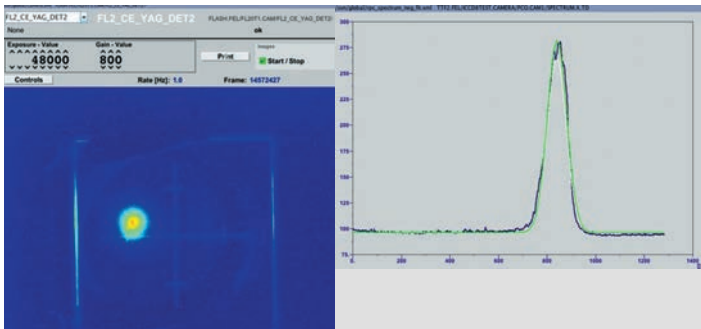 FL2_CE_YAG_DET2
FL2_CE_YAG_DET2
FLASH.FEL/FL20IT1.CAM/FL2_CE_YAG_DET2/
None
ok
Exposure - Value
Gain - Value
Images
48000
800
Print
Start / Stop
Controls
Rate [Hz]: 1.0
Frame: 14572427
300
275
250
225
200
175
150
125
100
75
0
200
400
600
800
1000
1200
1400